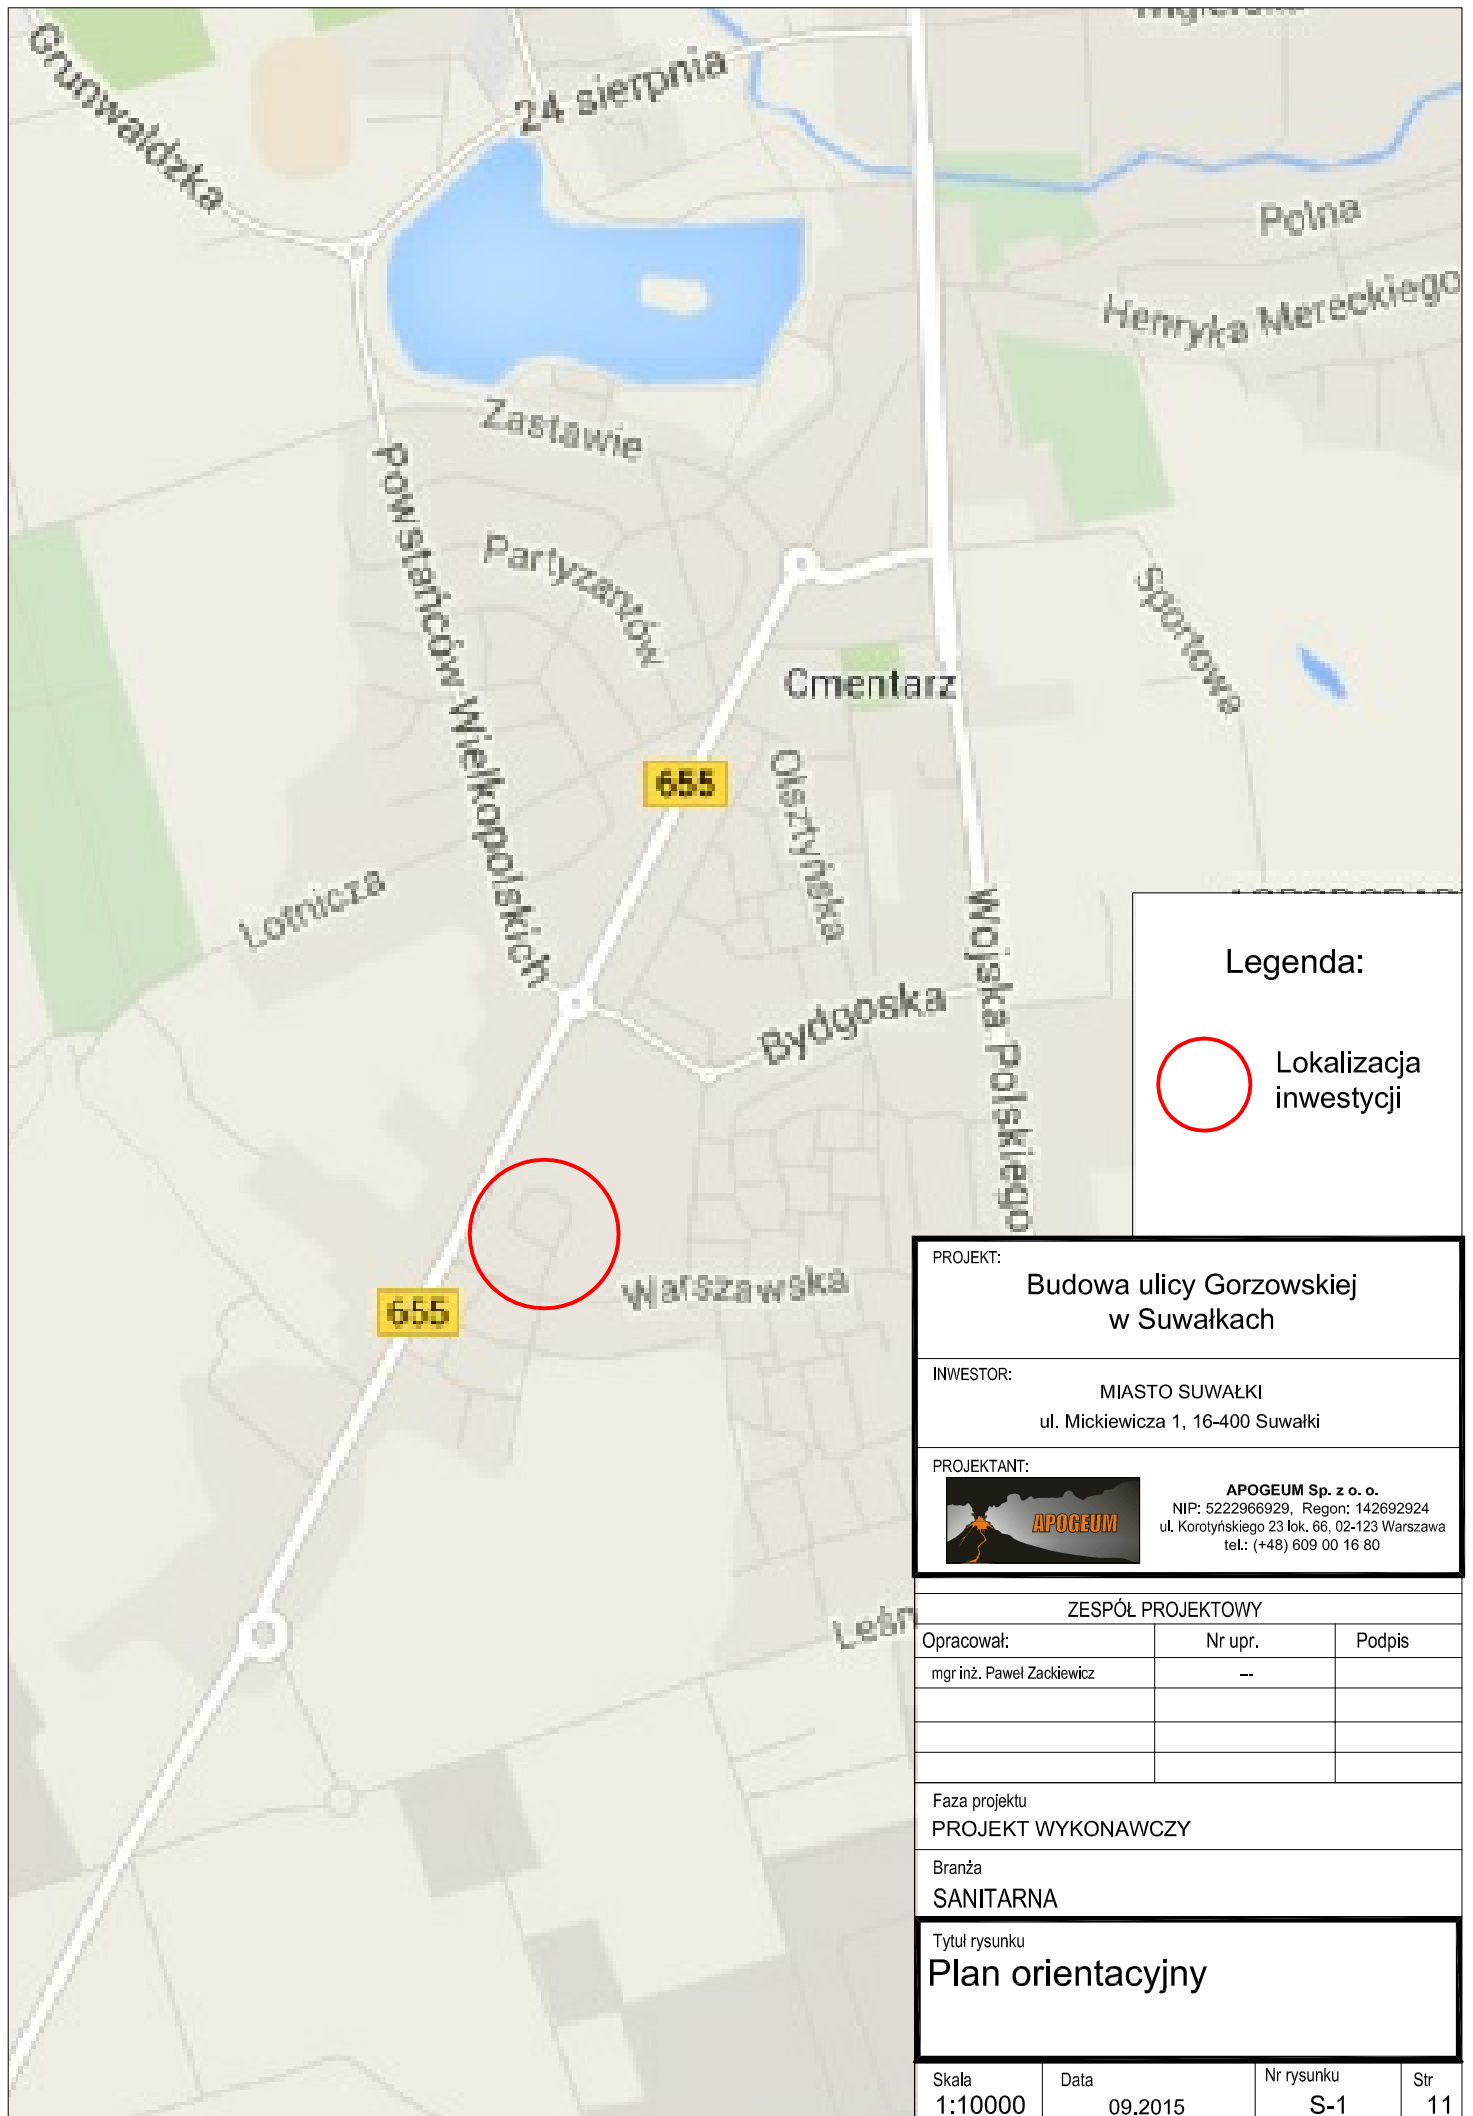 Grunwaldzka
24 sierpnia
Polna
Henryka Mereckiego
Zastawie
Powstańców Wielkopolskich
Partyzantów
Sportowa
Cmentarz
655
Olsztyńska
Lotnicza
Wojska Polskiego
Bydgoska
Warszawska
655
Legenda:
Lokalizacja
inwestycji
PROJEKT:
Budowa ulicy Gorzowskiej
w Suwałkach
INWESTOR:
MIASTO SUWAŁKI
ul. Mickiewicza 1, 16-400 Suwałki
PROJEKTANT:
APOGEUM
APOGEUM Sp. z o. o.
NIP: 5222966929, Regon: 142692924
ul. Korotyńskiego 23 lok. 66, 02-123 Warszawa
tel.: (+48) 609 00 16 80
ZESPÓŁ PROJEKTOWY
Opracował: Nr upr. Podpis
mgr inż. Paweł Zackiewicz ---
Faza projektu
PROJEKT WYKONAWCZY
Branża
SANITARNA
Tytuł rysunku
Plan orientacyjny
Skala Data Nr rysunku Str
1:10000 09.2015 S-1 11